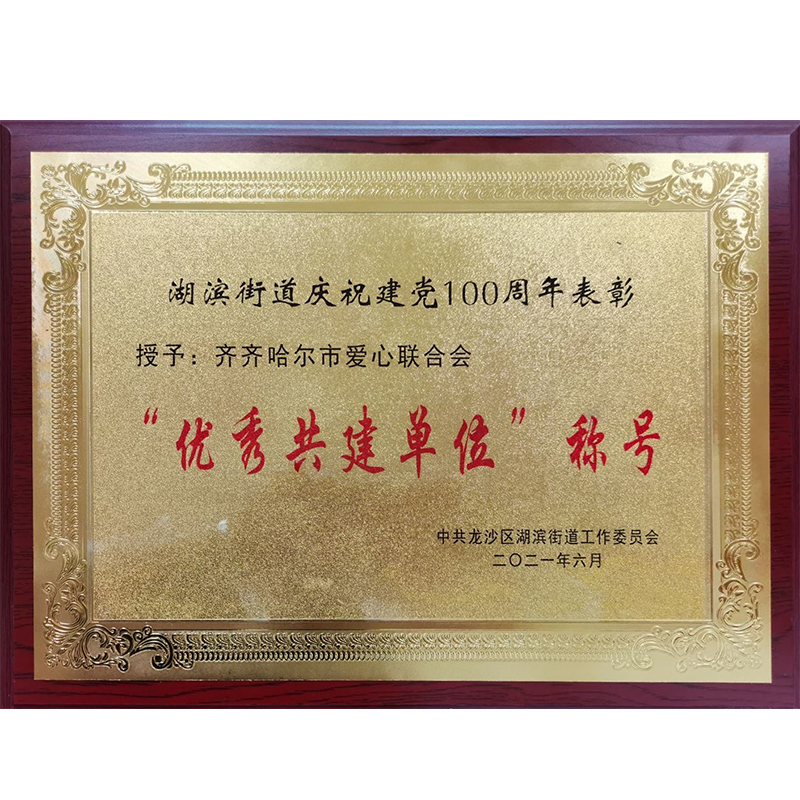 湖滨街道庆祝建党100周年表彰
授予：齐齐哈尔市爱心联合会
“优秀共建单位”称号
中共龙沙区湖滨街道工作委员会
二〇二一年六月